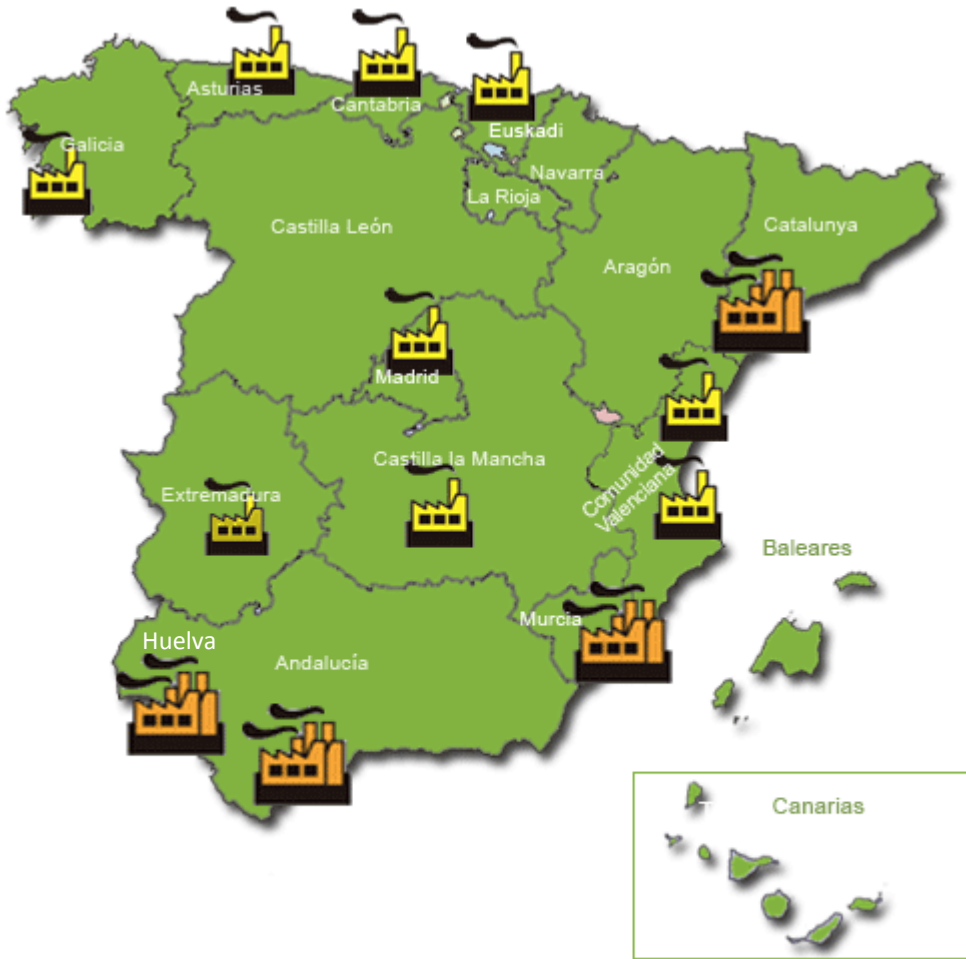 Asturias
Cantabria
Euskadi
Galicia
Navarra
La Rioja
Castilla León
Catalunya
Aragón
Madrid
Castilla la Mancha
Comunidad
Valenciana
Extremadura
Baleares
Murcia
Huelva
Andalucía
T
Canarias